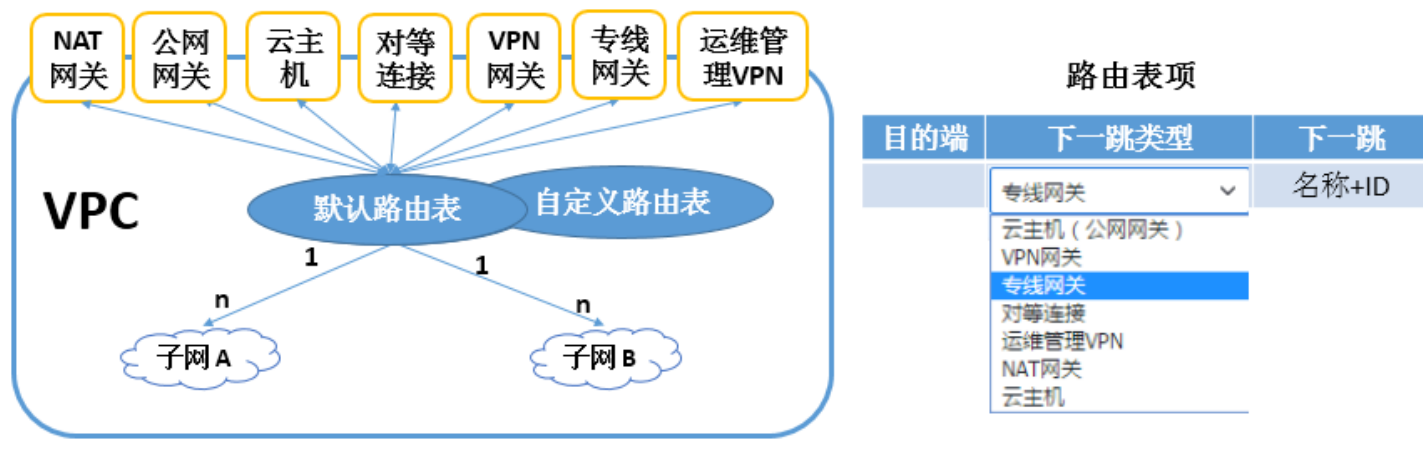 NAT
网关
公网
网关
云主
机
对等
连接
VPN
网关
专线
网关
运维管
理VPN
VPC
默认路由表
自定义路由表
1
1
n
n
子网 A
子网 B
路由表项
目的端
下一跳类型
下一跳
专线网关
名称+ID
云主机（公网网关）
VPN网关
专线网关
对等连接
运维管理VPN
NAT网关
云主机